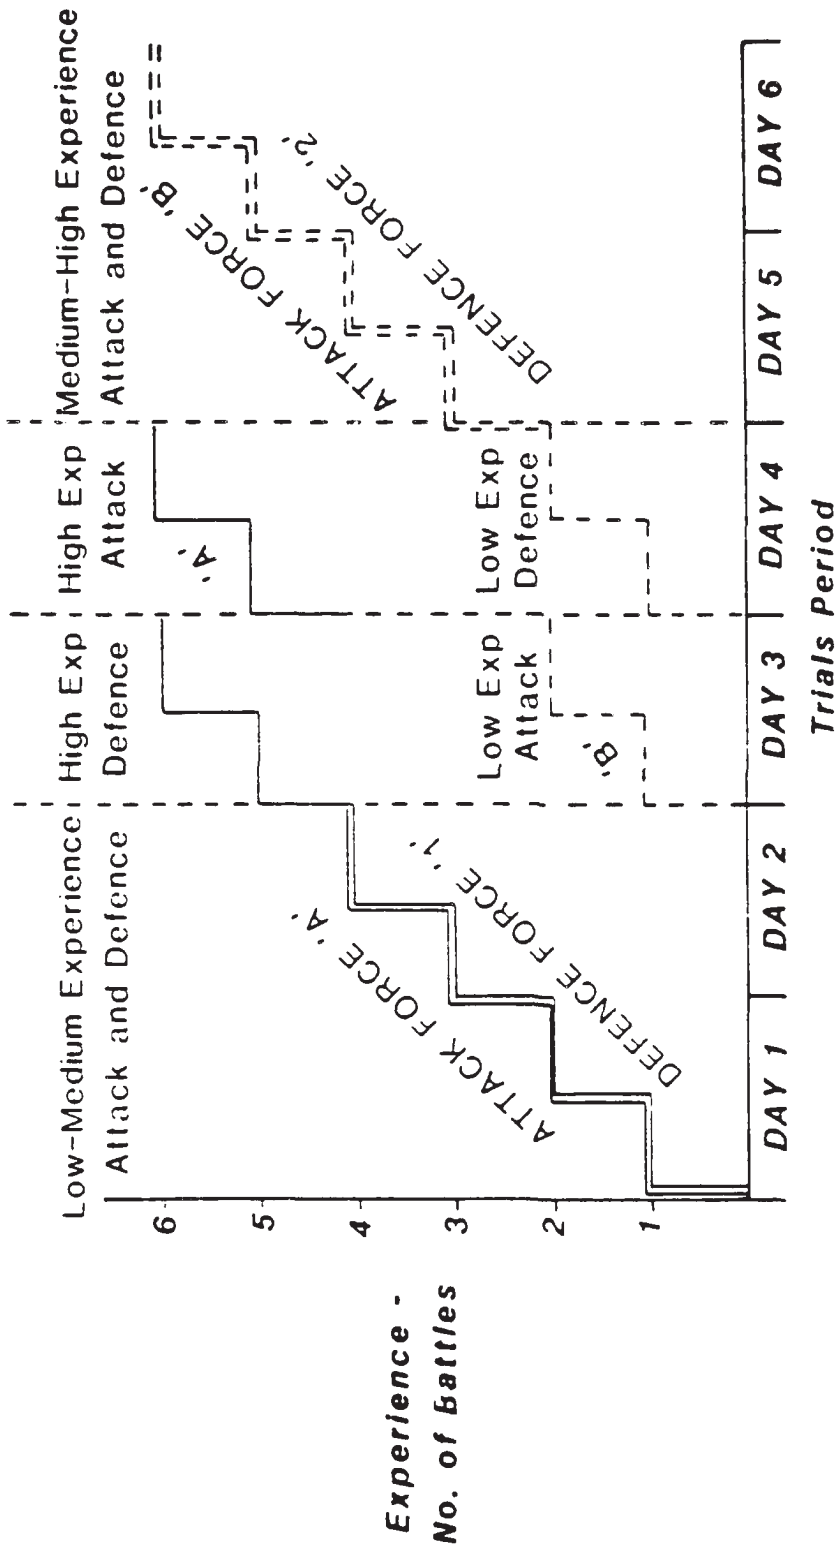 Low-Medium Experience
Attack and Defence
High Exp
Defence
High Exp
Attack
Medium-High Experience
Attack and Defence
6
5
4
3
2
1
Experience -
No. of Battles
ATTACK FORCE 'A'
DEFENCE FORCE '1'
Low Exp
Attack
'B'
'A'
Low Exp
Defence
ATTACK FORCE 'B'
DEFENCE FORCE '2'
DAY 1
DAY 2
DAY 3
DAY 4
DAY 5
DAY 6
Trials Period